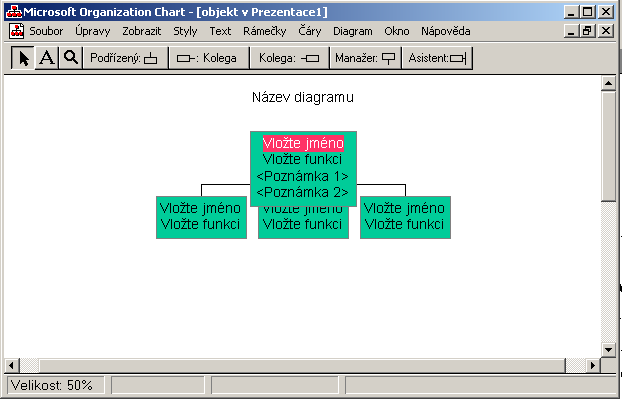 Microsoft Organization Chart - [objekt v Prezentace1]
Soubor Úpravy Zobrazit Styly Text Rámečky Čáry Diagram Okno Nápověda
A Podřízený: Kolega Kolega: Manažer: Asistent:
Název diagramu
Vložte jméno
Vložte funkci
<Poznámka 1>
<Poznámka 2>
Vložte jméno Vložte jméno Vložte jméno
Vložte funkci Vložte funkci Vložte funkci
Velikost: 50%